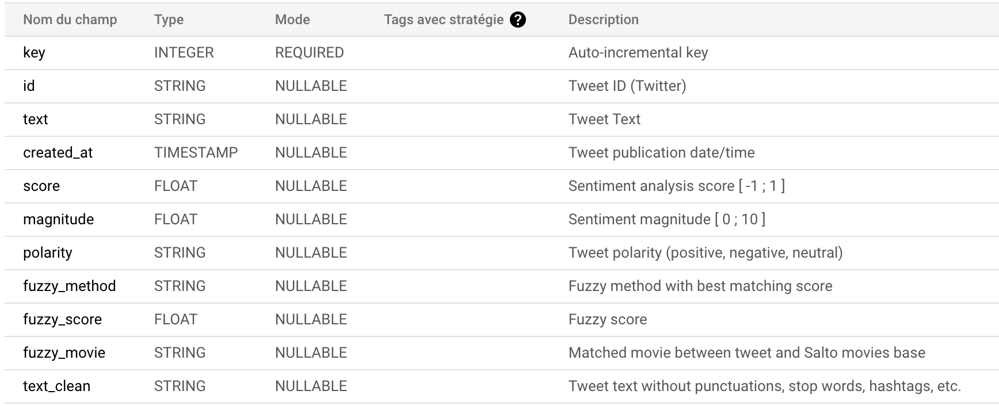 Nom du champ Type Mode Tags avec stratégie ? Description
key INTEGER REQUIRED Auto-incremental key
id STRING NULLABLE Tweet ID (Twitter)
text STRING NULLABLE Tweet Text
created_at TIMESTAMP NULLABLE Tweet publication date/time
score FLOAT NULLABLE Sentiment analysis score [ -1 ; 1 ]
magnitude FLOAT NULLABLE Sentiment magnitude [ 0 ; 10 ]
polarity STRING NULLABLE Tweet polarity (positive, negative, neutral)
fuzzy_method STRING NULLABLE Fuzzy method with best matching score
fuzzy_score FLOAT NULLABLE Fuzzy score
fuzzy_movie STRING NULLABLE Matched movie between tweet and Salto movies base
text_clean STRING NULLABLE Tweet text without punctuations, stop words, hashtags, etc.